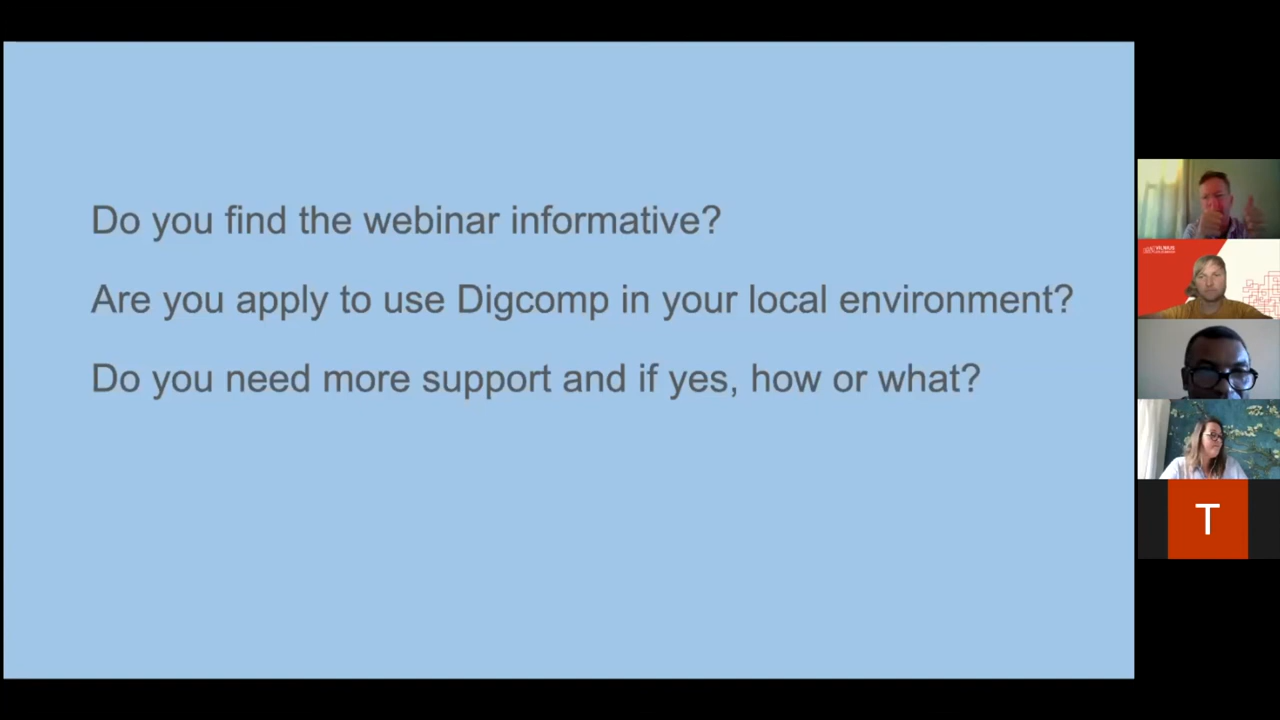 Do you find the webinar informative?
Are you apply to use Digcomp in your local environment?
Do you need more support and if yes, how or what?
VILNIUS
T